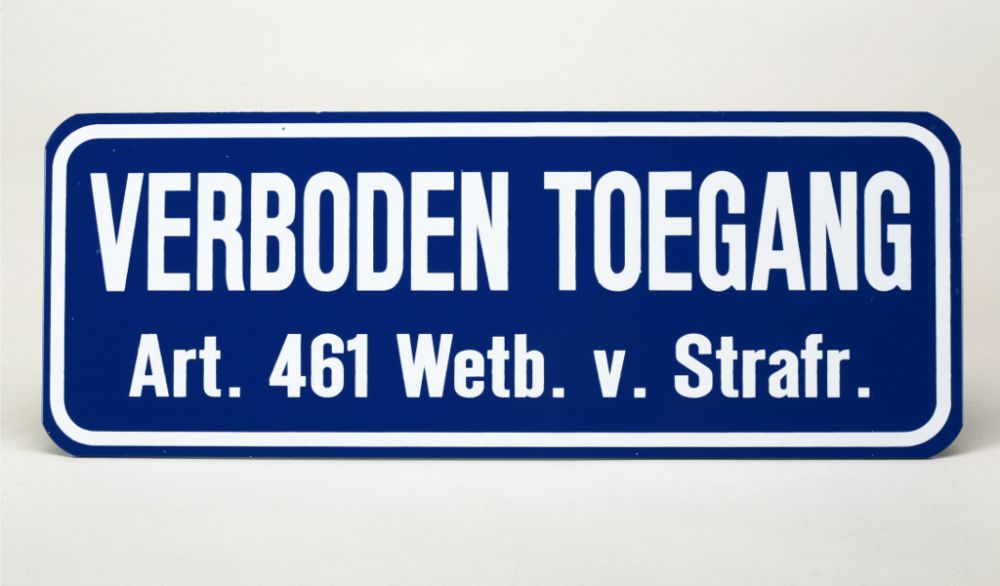 VERBODEN TOEGANG
Art. 461 Wetb. v. Strafr.